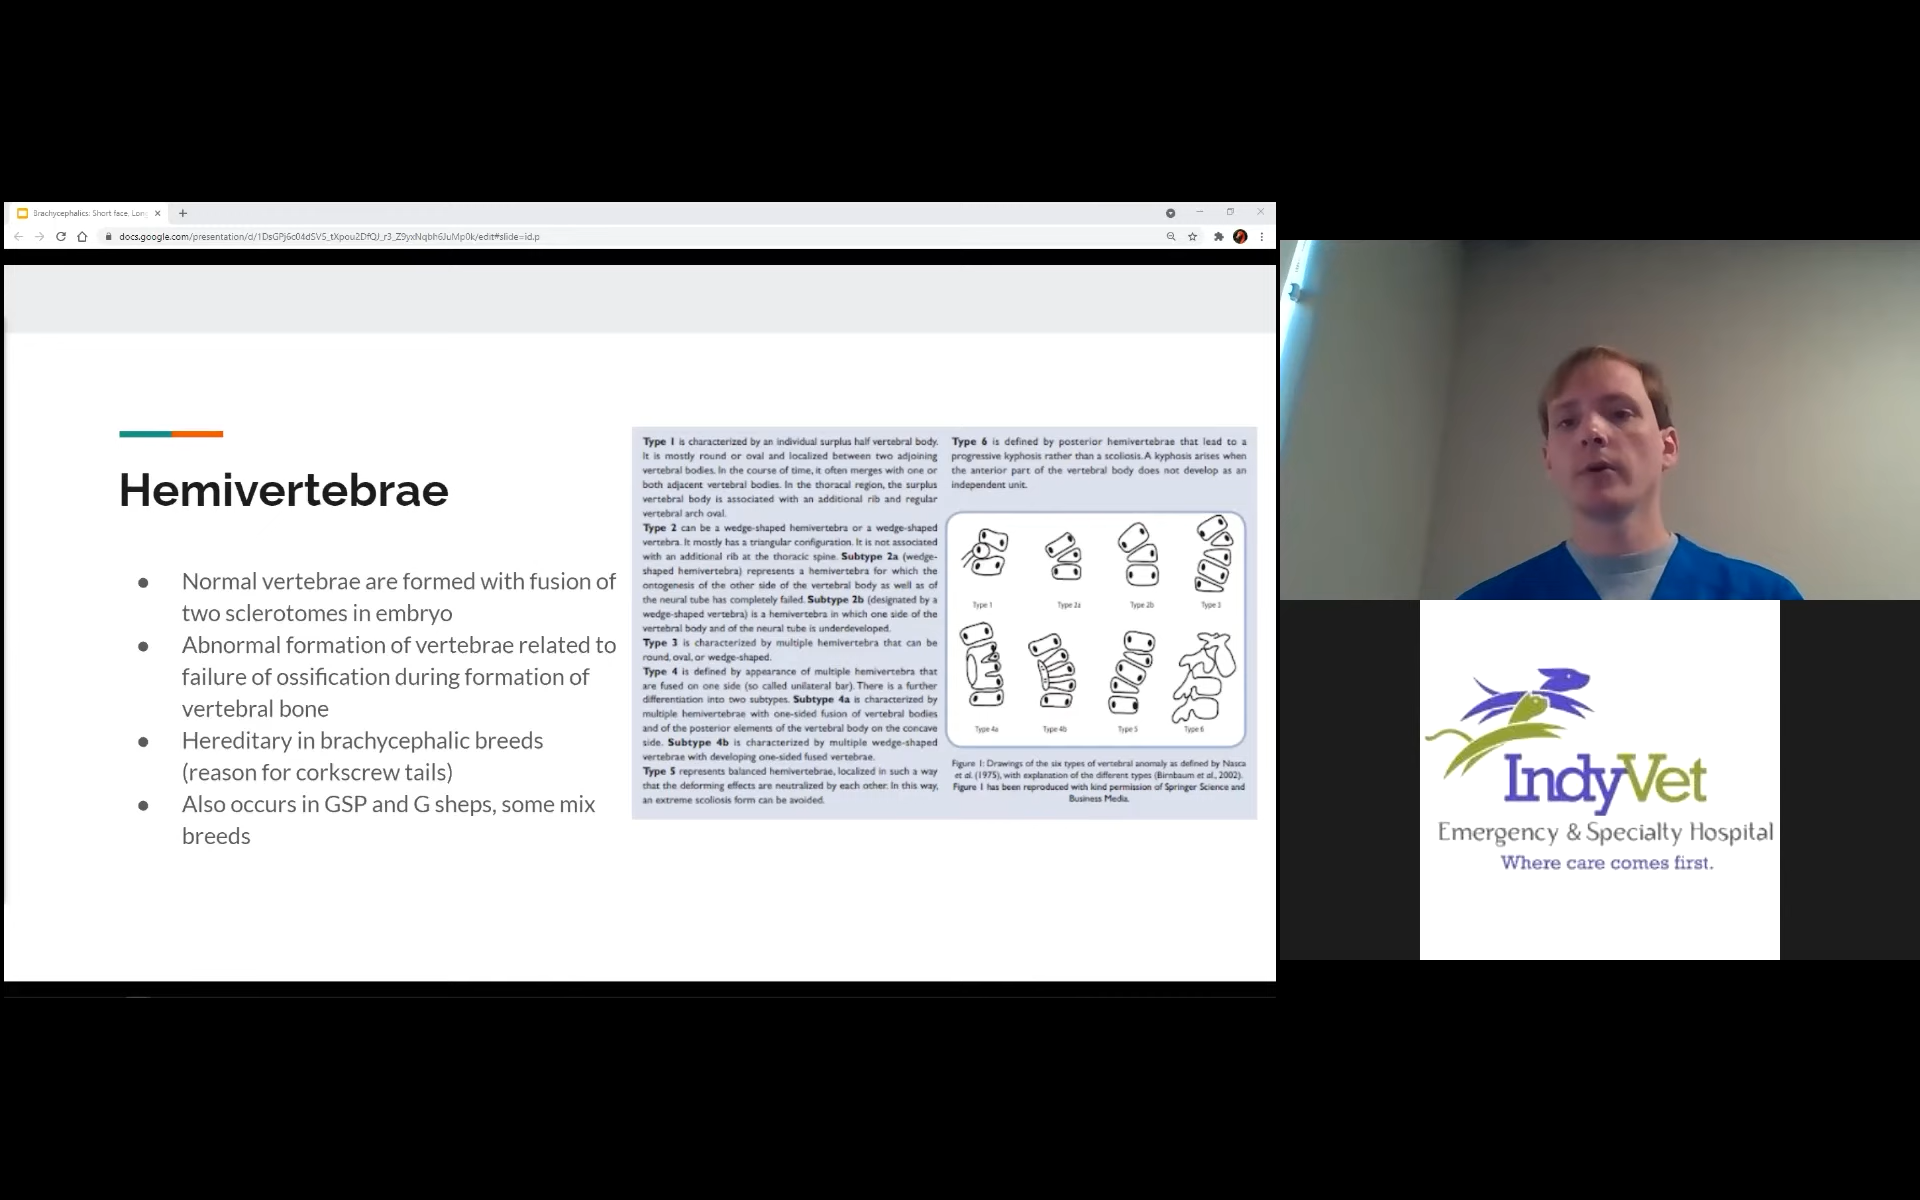 Brachycephalics: Short face, Lon
docs.google.com/presentation/d/1DsGPj6c04dSV5_tXpou2DfQJ_r3_Z9yxNqbh6JuMp0k/edit#slide=id.p
Hemivertebrae
● Normal vertebrae are formed with fusion of
two sclerotomes in embryo
● Abnormal formation of vertebrae related to
failure of ossification during formation of
vertebral bone
● Hereditary in brachycephalic breeds
(reason for corkscrew tails)
● Also occurs in GSP and G sheps, some mix
breeds
Type 1 is characterized by an individual surplus half vertebral body.
It is mostly round or oval and localized between two adjoining
vertebral bodies. In the course of time, it often merges with one or
both adjacent vertebral bodies. In the thoracal region, the surplus
vertebral body is associated with an additional rib and regular
vertebral arch oval.
Type 2 can be a wedge-shaped hemivertebra or a wedge-shaped
vertebra. It mostly has a triangular configuration. It is not associated
with an additional rib at the thoracic spine. Subtype 2a (wedge-
shaped hemivertebra) represents a hemivertebra for which the
ontogenesis of the other side of the vertebral body as well as of
the neural tube has completely failed. Subtype 2b (designated by a
wedge-shaped vertebra) is a hemivertebra in which one side of the
vertebral body and of the neural tube is underdeveloped.
Type 3 is characterized by multiple hemivertebra that can be
round, oval, or wedge-shaped.
Type 4 is defined by appearance of multiple hemivertebra that
are fused on one side (so called unilateral bar). There is a further
differentiation into two subtypes. Subtype 4a is characterized by
multiple hemivertebrae with one-sided fusion of vertebral bodies
and of the posterior elements of the vertebral body on the concave
side. Subtype 4b is characterized by multiple wedge-shaped
vertebrae with developing one-sided fused vertebrae.
Type 5 represents balanced hemivertebrae, localized in such a way
that the deforming effects are neutralized by each other. In this way,
an extreme scoliosis form can be avoided.
Type 6 is defined by posterior hemivertebrae that lead to a
progressive kyphosis rather than a scoliosis. A kyphosis arises when
the anterior part of the vertebral body does not develop as an
independent unit.
Type 1 Type 2a Type 2b Type 3
Type 4a Type 4b Type 5 Type 6
Figure 1: Drawings of the six types of vertebral anomaly as defined by Nasca
et al. (1975), with explanation of the different types (Birnbaum et al., 2002).
Figure 1 has been reproduced with kind permission of Springer Science and
Business Media.
IndyVet
Emergency & Specialty Hospital
Where care comes first.